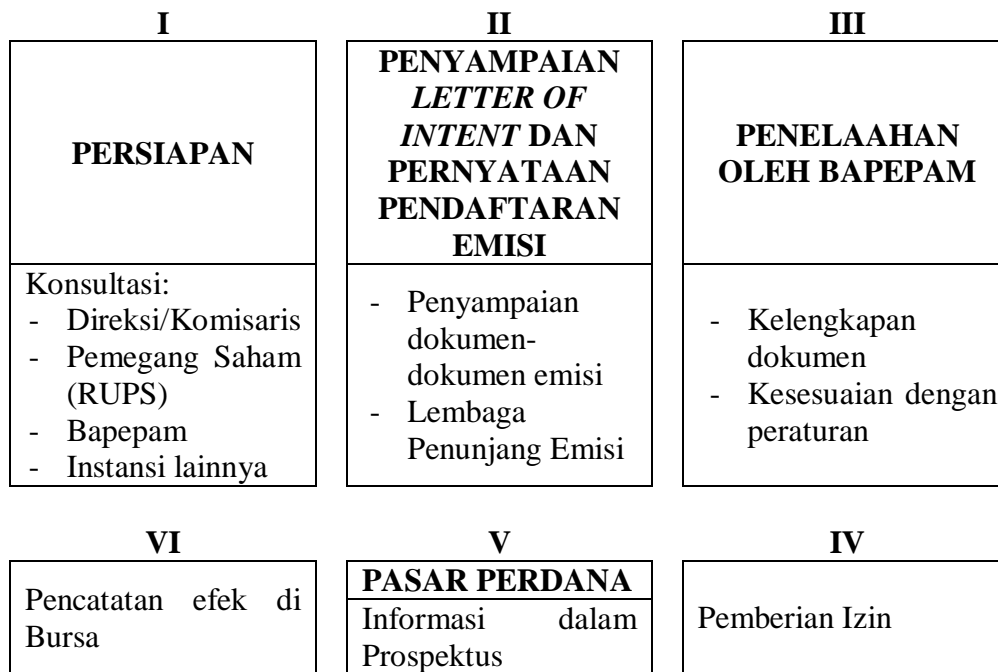 I
PERSIAPAN
Konsultasi:
- Direksi/Komisaris
- Pemegang Saham
(RUPS)
- Bapepam
- Instansi lainnya
II
PENYAMPAIAN
LETTER OF
INTENT DAN
PERNYATAAN
PENDAFTARAN
EMISI
- Penyampaian
dokumen-
dokumen emisi
- Lembaga
Penunjang Emisi
III
PENELAAHAN
OLEH BAPEPAM
- Kelengkapan
dokumen
- Kesesuaian dengan
peraturan
VI
Pencatatan efek di
Bursa
V
PASAR PERDANA
Informasi dalam
Prospektus
IV
Pemberian Izin